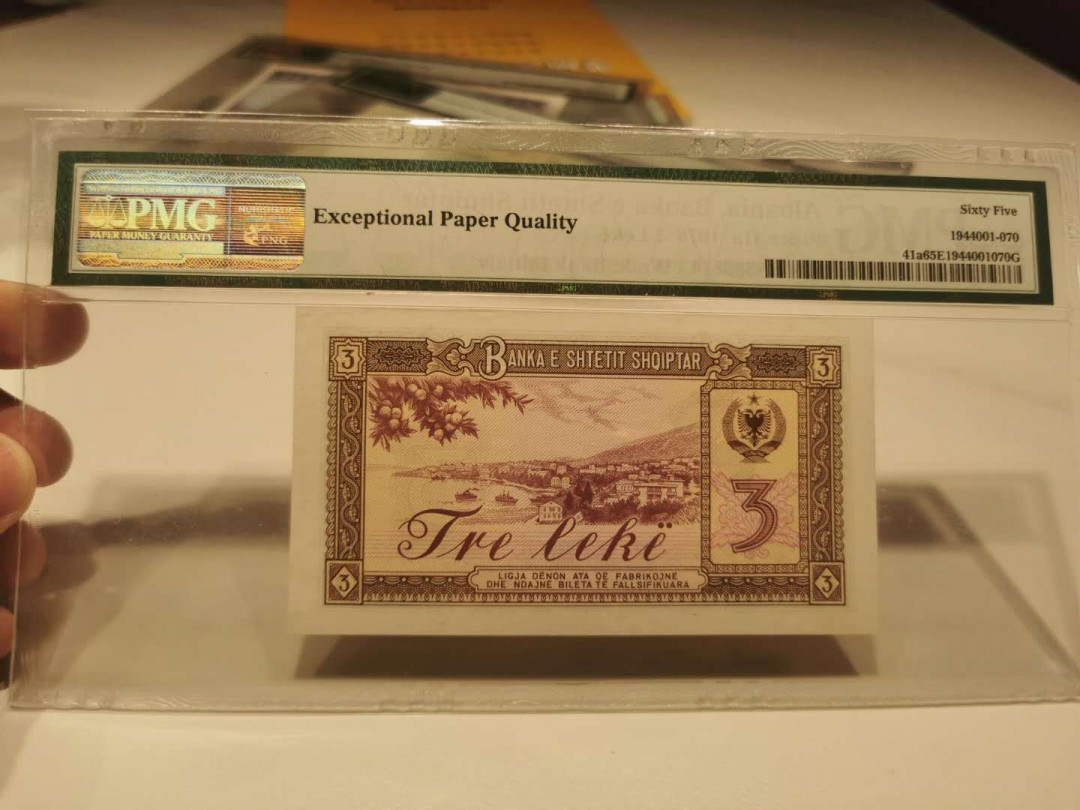 PMG
PAPER MONEY GUARANTY
PNG
Exceptional Paper Quality
Sixty Five
1944001-070
41a65E1944001070G
3
BANKA E SHTETIT SHQIPTAR
3
3
Tre lekë
3
LIGJA DËNON ATA QË FABRIKOJNË
DHE NDAJNË BILETA TË FALLSIFIKUARA
3